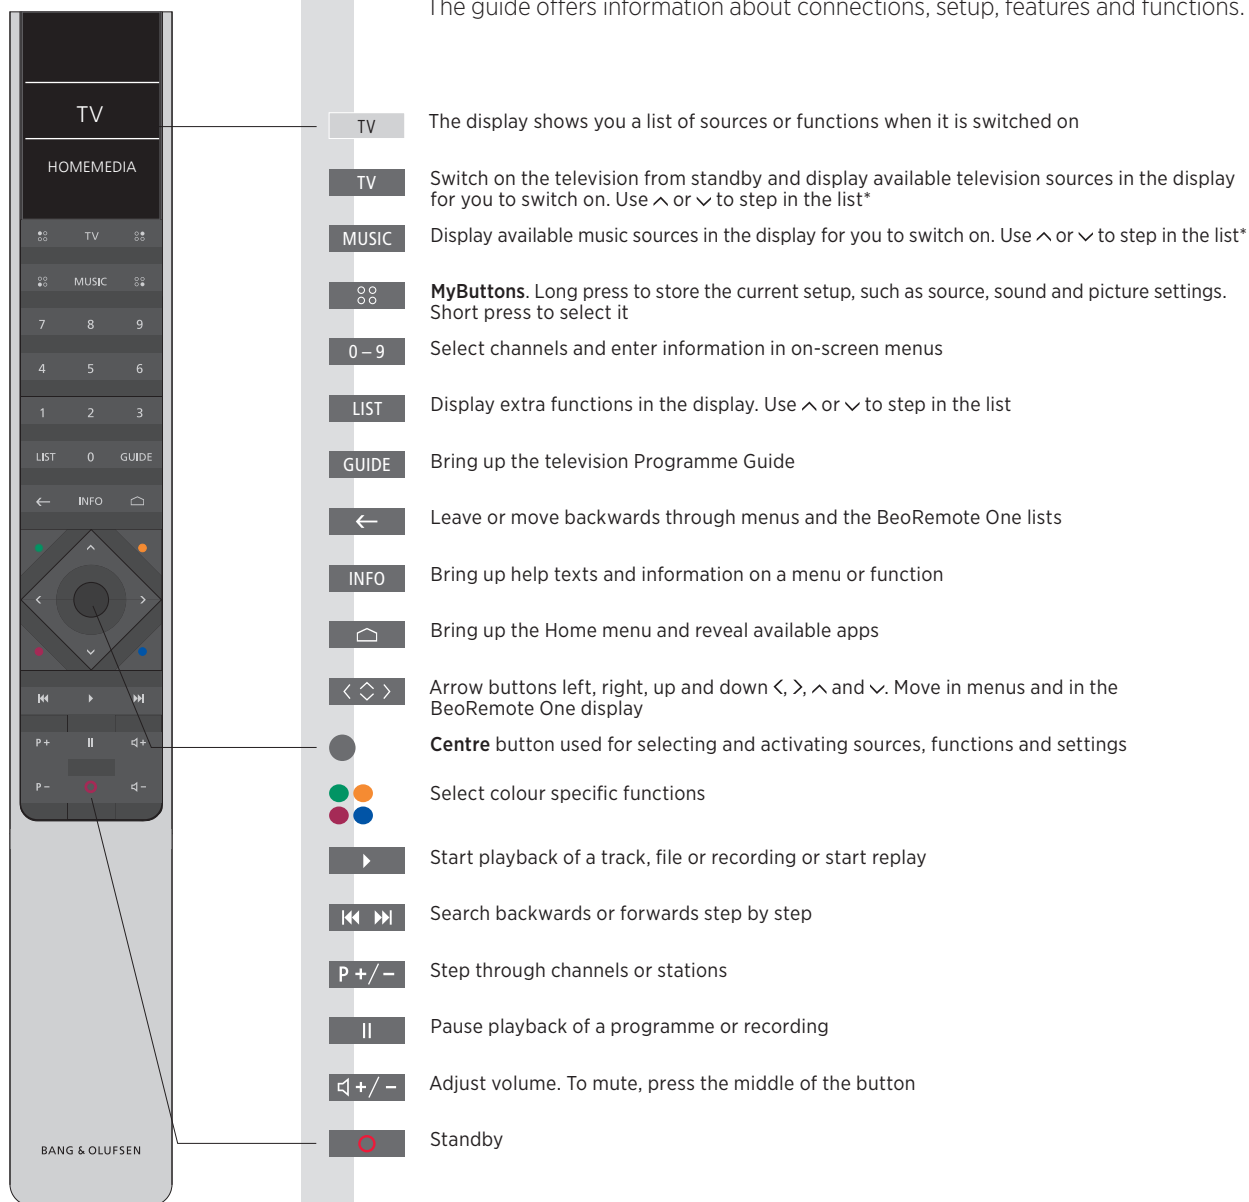 The guide offers information about connections, setup, features and functions.
TV
HOMEMEDIA
TV
MUSIC
7 8 9
4 5 6
1 2 3
LIST 0 GUIDE
← INFO
P + II +
P – –
BANG & OLUFSEN
TV The display shows you a list of sources or functions when it is switched on
TV Switch on the television from standby and display available television sources in the display
for you to switch on. Use ^ or ˅ to step in the list*
MUSIC Display available music sources in the display for you to switch on. Use ^ or ˅ to step in the list*
MyButtons. Long press to store the current setup, such as source, sound and picture settings.
Short press to select it
0 – 9 Select channels and enter information in on-screen menus
LIST Display extra functions in the display. Use ^ or ˅ to step in the list
GUIDE Bring up the television Programme Guide
← Leave or move backwards through menus and the BeoRemote One lists
INFO Bring up help texts and information on a menu or function
Bring up the Home menu and reveal available apps
Arrow buttons left, right, up and down <, >, ^ and ˅. Move in menus and in the
BeoRemote One display
Centre button used for selecting and activating sources, functions and settings
Select colour specific functions
Start playback of a track, file or recording or start replay
Search backwards or forwards step by step
P +/– Step through channels or stations
II Pause playback of a programme or recording
+/– Adjust volume. To mute, press the middle of the button
Standby